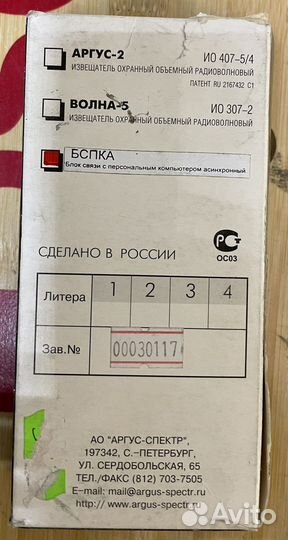 АРГУС-2 ИО 407-5/4
ИЗВЕЩАТЕЛЬ ОХРАННЫЙ ОБЪЕМНЫЙ РАДИОВОЛНОВЫЙ
ПАТЕНТ RU 2167432 C1
ВОЛНА-5 ИО 307-2
ИЗВЕЩАТЕЛЬ ОХРАННЫЙ ОБЪЕМНЫЙ РАДИОВОЛНОВЫЙ
БСПКА
Блок связи с персональным компьютером асинхронный
СДЕЛАНО В РОССИИ
РС
ОС03
Литера 1 2 3 4
Зав.№ 00030117
АО "АРГУС-СПЕКТР",
197342, С.-ПЕТЕРБУРГ,
УЛ. СЕРДОБОЛЬСКАЯ, 65
ТЕЛ./ФАКС (812) 703-7505
E-mail: mail@argus-spectr.ru
www.argus-spectr.ru
Avito